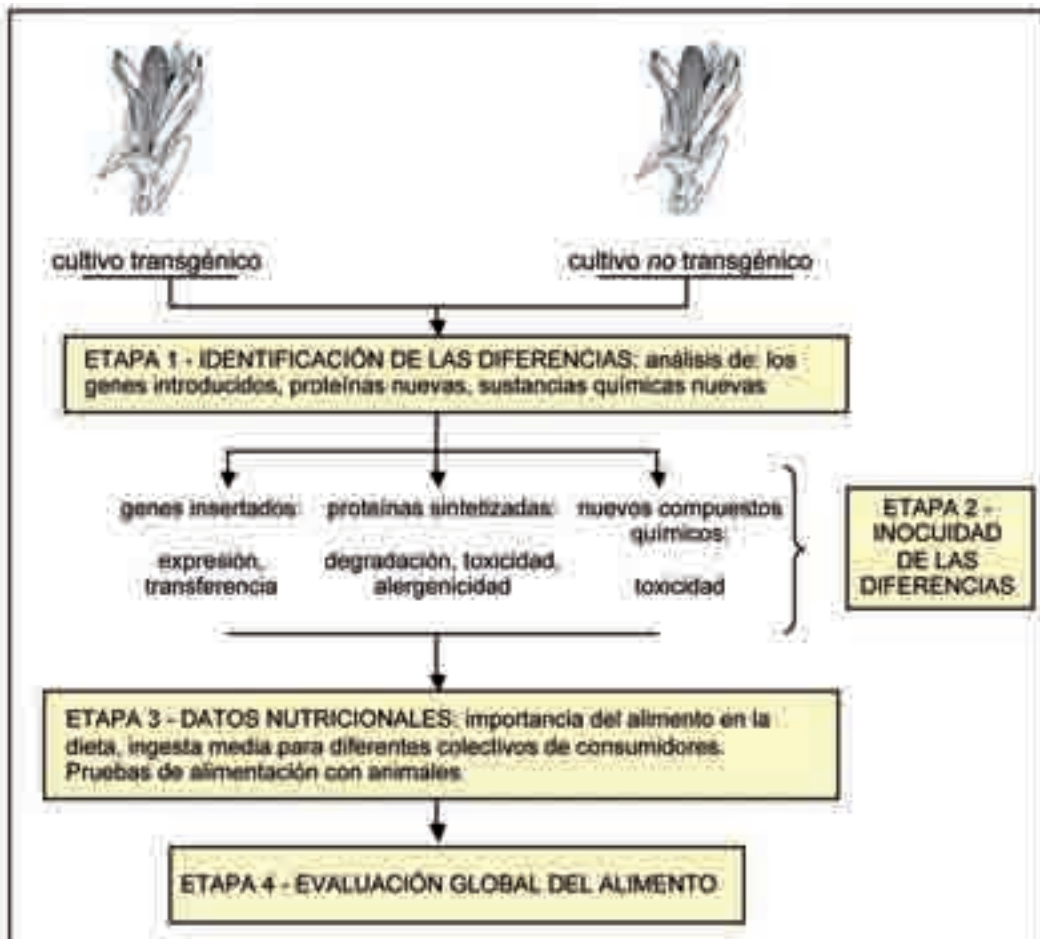 cultivo transgénico
cultivo no transgénico
ETAPA 1 - IDENTIFICACIÓN DE LAS DIFERENCIAS: análisis de: los
genes introducidos, proteínas nuevas, sustancias químicas nuevas
genes insertados:
expresión,
transferencia
proteínas sintetizadas:
degradación, toxicidad,
alergenicidad
nuevos compuestos
químicos:
toxicidad
ETAPA 2 -
INOCUIDAD
DE LAS
DIFERENCIAS
ETAPA 3 - DATOS NUTRICIONALES: importancia del alimento en la
dieta, ingesta media para diferentes colectivos de consumidores.
Pruebas de alimentación con animales
ETAPA 4 - EVALUACIÓN GLOBAL DEL ALIMENTO